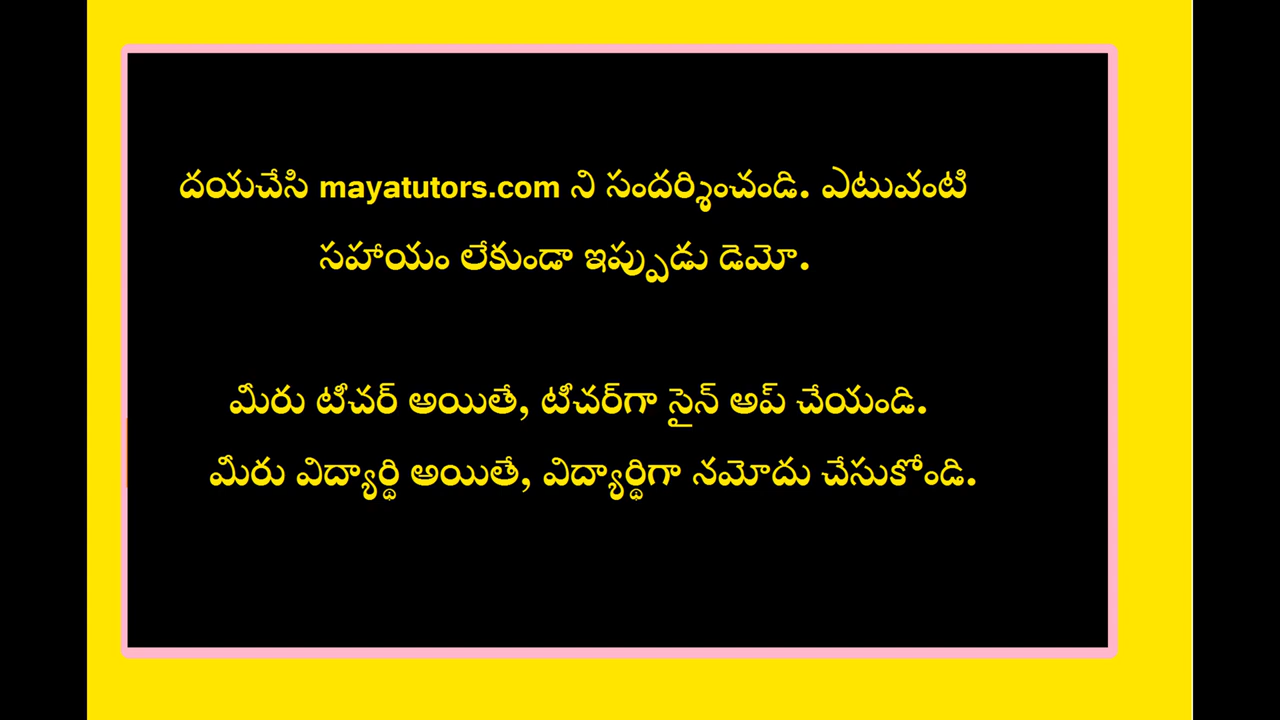 దయచేసి mayatutors.com ని సందర్శించండి. ఎటువంటి
సహాయం లేకుండా ఇప్పుడు డెమో.
మీరు టీచర్ అయితే, టీచర్‌గా సైన్ అప్ చేయండి.
మీరు విద్యార్థి అయితే, విద్యార్థిగా నమోదు చేసుకోండి.